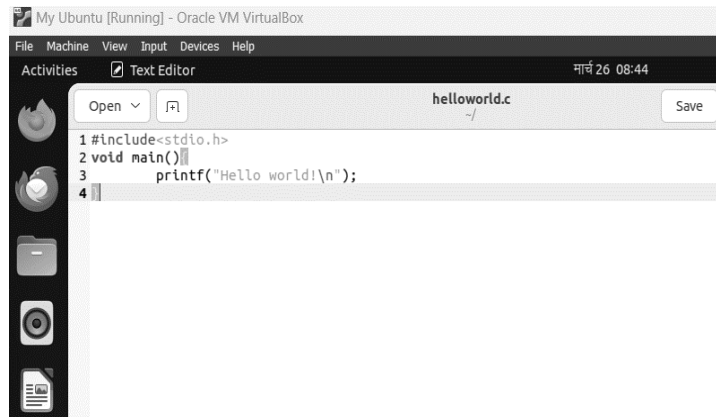 My Ubuntu [Running] - Oracle VM VirtualBox
File Machine View Input Devices Help
Activities Text Editor मार्च 26 08:44
Open helloworld.c Save
~/
1 #include<stdio.h>
2 void main(){
3 printf("Hello world!\n");
4 }